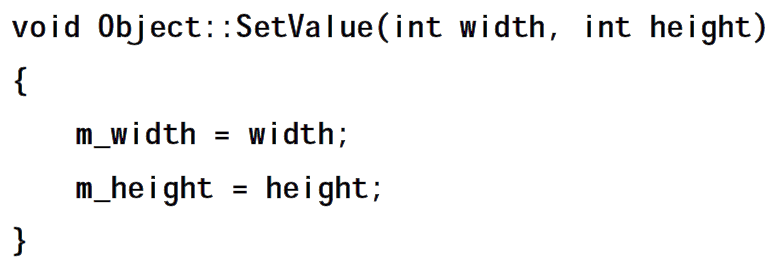 void Object::SetValue(int width, int height)
{
    m_width = width;
    m_height = height;
}